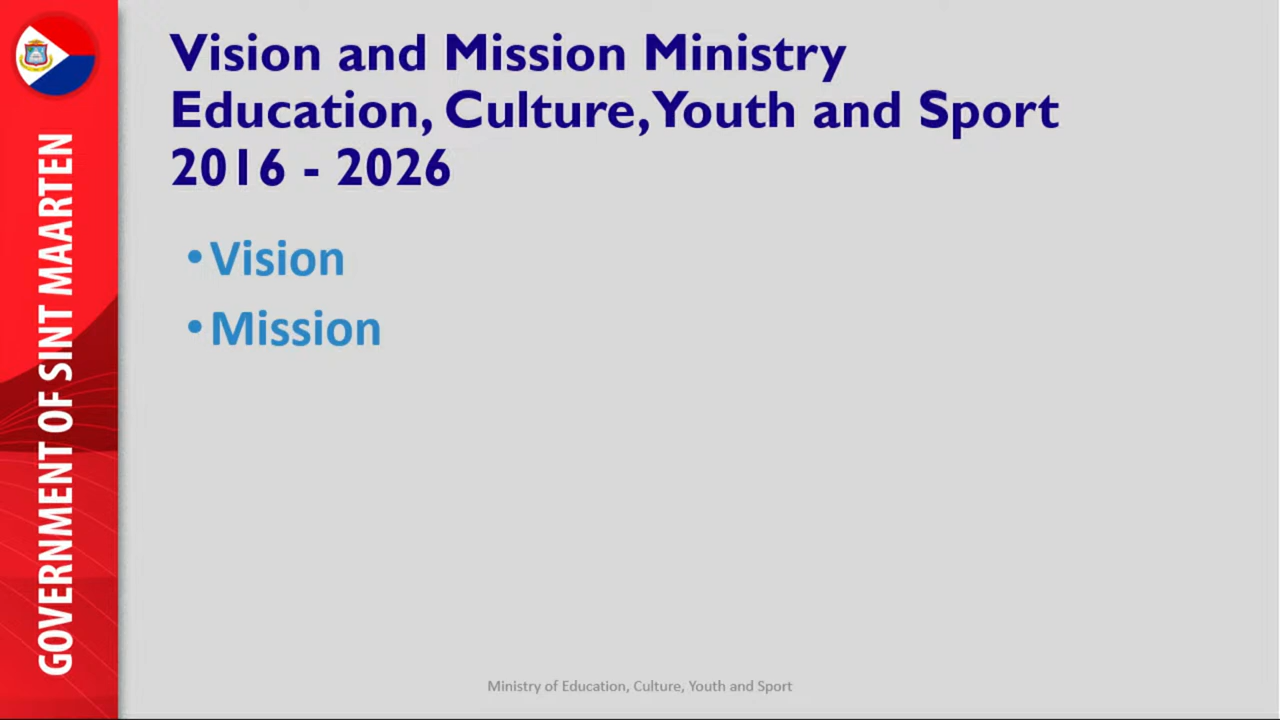 Vision and Mission Ministry
Education, Culture, Youth and Sport
2016 - 2026
• Vision
• Mission
GOVERNMENT OF SINT MAARTEN
Ministry of Education, Culture, Youth and Sport